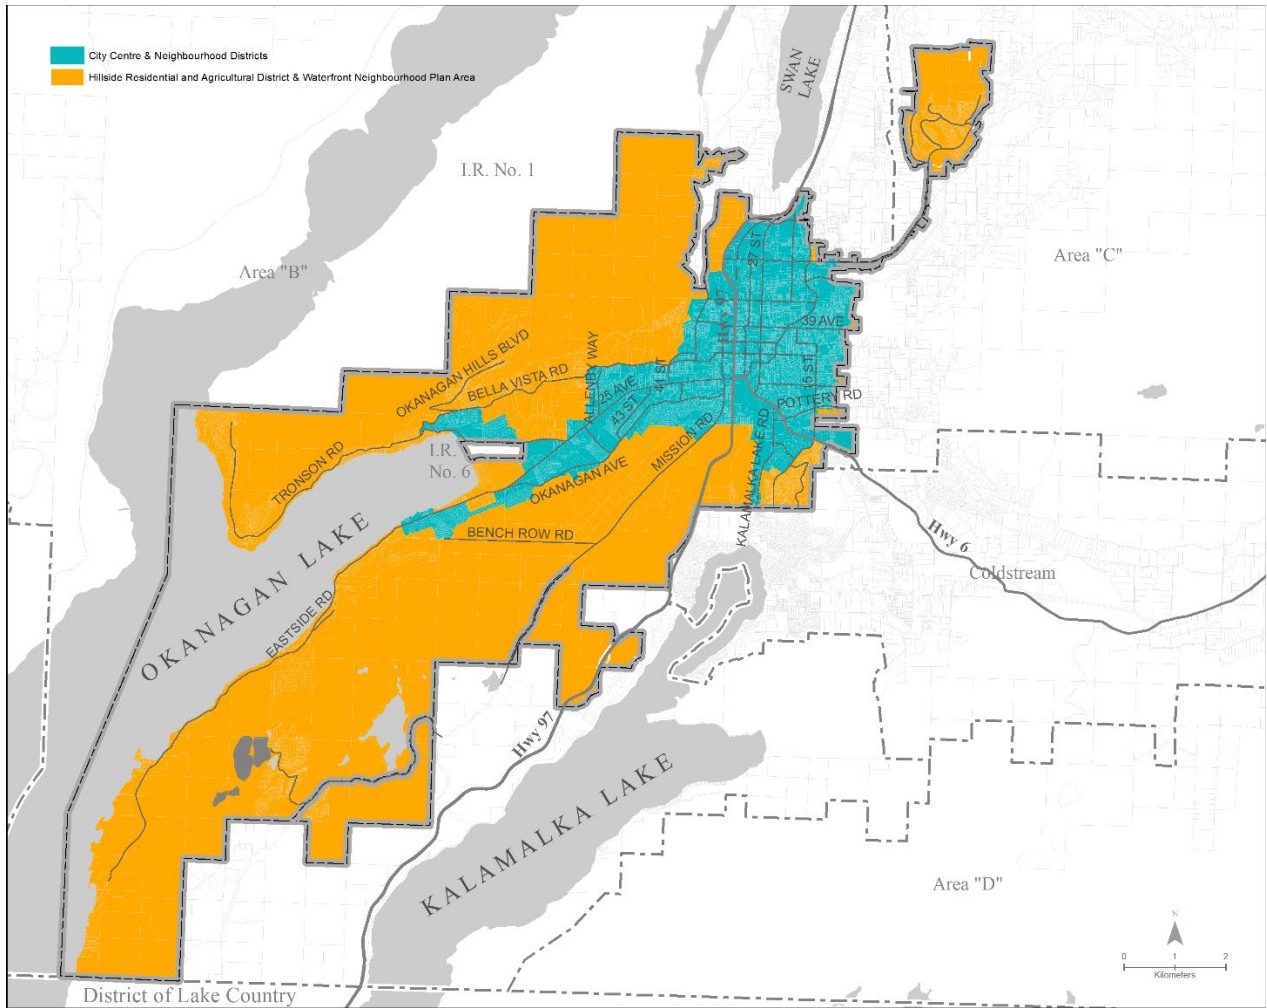 City Centre & Neighbourhood Districts
Hillside Residential and Agricultural District & Waterfront Neighbourhood Plan Area
SWAN
LAKE
I.R. No. 1
Area "B"
Area "C"
27 ST
Hwy 97
39 AVE
OKANAGAN HILLS BLVD
BELLA VISTA RD
ALLENBY WAY
25 AVE
41 ST
43 ST
15 ST
POTTERY RD
MISSION RD
KALAMALKA LAKE RD
TRONSON RD
I.R.
No. 6
OKANAGAN AVE
BENCH ROW RD
OKANAGAN LAKE
EASTSIDE RD
Hwy 6
Coldstream
Hwy 97
KALAMALKA LAKE
Area "D"
N
0 1 2
Kilometers
District of Lake Country